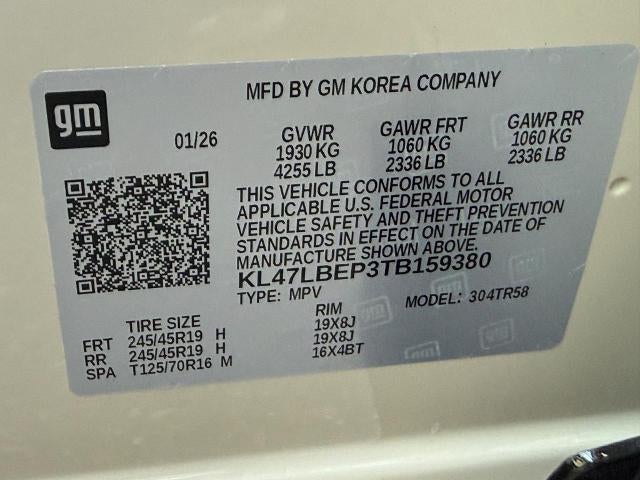 gm
MFD BY GM KOREA COMPANY
01/26
GVWR GAWR FRT GAWR RR
1930 KG 1060 KG 1060 KG
4255 LB 2336 LB 2336 LB
THIS VEHICLE CONFORMS TO ALL
APPLICABLE U.S. FEDERAL MOTOR
VEHICLE SAFETY AND THEFT PREVENTION
STANDARDS IN EFFECT ON THE DATE OF
MANUFACTURE SHOWN ABOVE.
KL47LBEP3TB159380
TYPE: MPV MODEL: 304TR58
TIRE SIZE RIM
FRT 245/45R19 H 19X8J
RR 245/45R19 H 19X8J
SPA T125/70R16 M 16X4BT